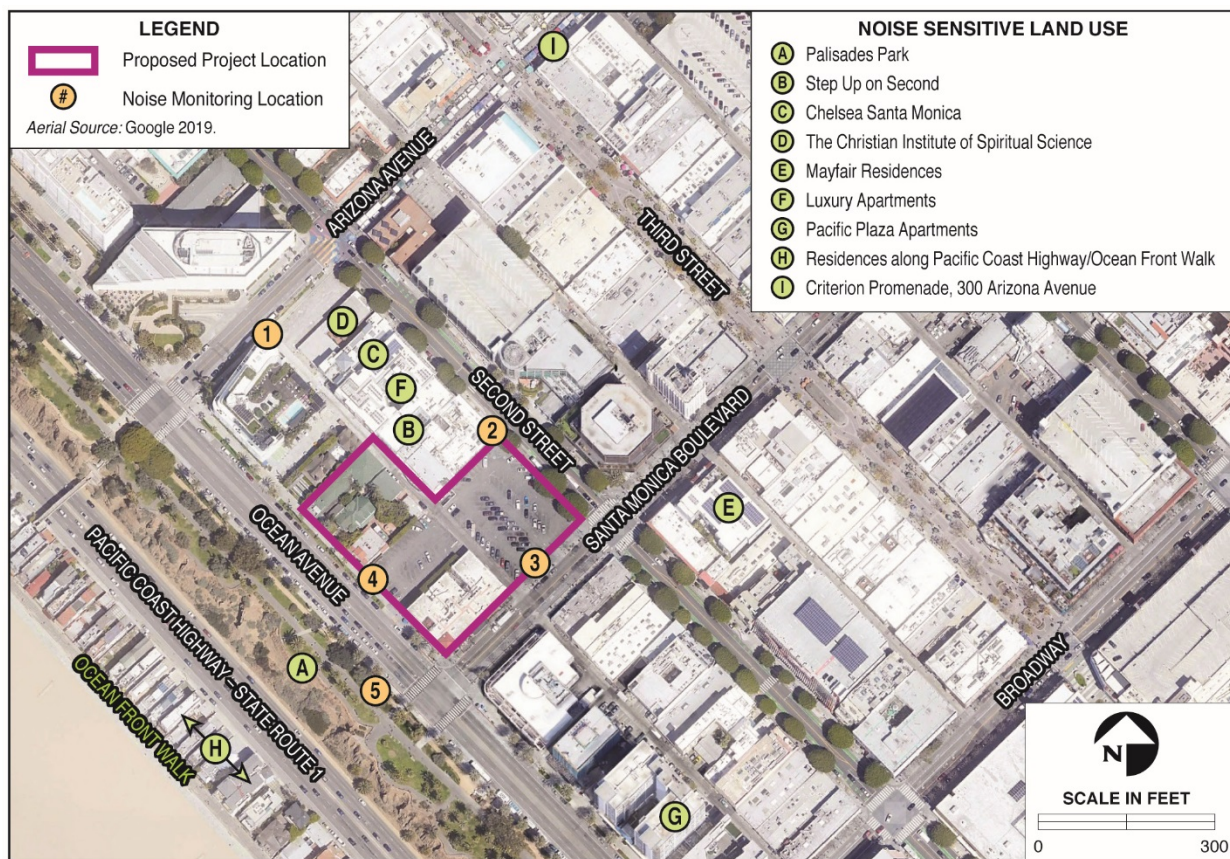 LEGEND
Proposed Project Location
# Noise Monitoring Location
Aerial Source: Google 2019.
NOISE SENSITIVE LAND USE
A Palisades Park
B Step Up on Second
C Chelsea Santa Monica
D The Christian Institute of Spiritual Science
E Mayfair Residences
F Luxury Apartments
G Pacific Plaza Apartments
H Residences along Pacific Coast Highway/Ocean Front Walk
I Criterion Promenade, 300 Arizona Avenue
I
ARIZONA AVENUE
THIRD STREET
1
D
C
F
B
2
SECOND STREET
SANTA MONICA BOULEVARD
E
OCEAN AVENUE
4
3
PACIFIC COAST HIGHWAY–STATE ROUTE 1
A
5
OCEAN FRONT WALK
H
BROADWAY
G
N
SCALE IN FEET
0 300